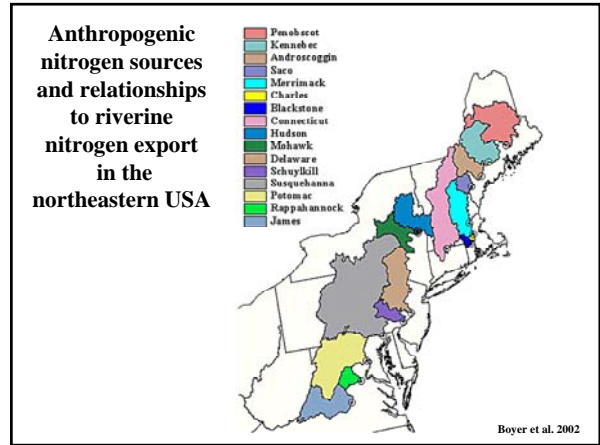 Anthropogenic
nitrogen sources
and relationships
to riverine
nitrogen export
in the
northeastern USA
Penobscot
Kennebec
Androscoggin
Saco
Merrimack
Charles
Blackstone
Connecticut
Hudson
Mohawk
Delaware
Schuylkill
Susquehanna
Potomac
Rappahannock
James
Boyer et al. 2002